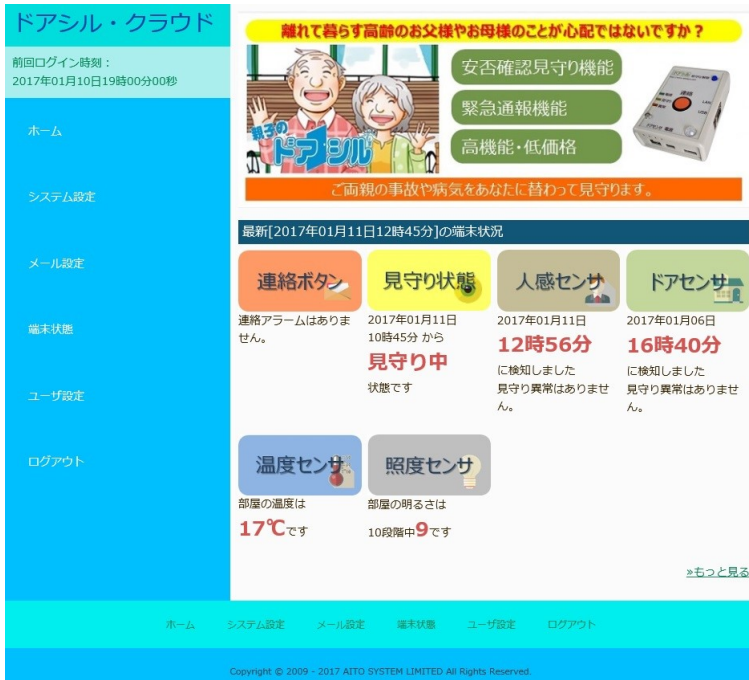 ドアシル・クラウド
前回ログイン時刻：
2017年01月10日19時00分00秒
ホーム
システム設定
メール設定
端末状態
ユーザ設定
ログアウト
離れて暮らす高齢のお父様やお母様のことが心配ではないですか？
安否確認見守り機能
緊急通報機能
高機能・低価格
親子の
ドアシル
ご両親の事故や病気をあなたに替わって見守ります。
最新[2017年01月11日12時45分]の端末状況
連絡ボタン
連絡アラームはありま
せん。
見守り状態
2017年01月11日
10時45分 から
見守り中
状態です
人感センサ
2017年01月11日
12時56分
に検知しました
見守り異常はありませ
ん。
ドアセンサ
2017年01月06日
16時40分
に検知しました
見守り異常はありませ
ん。
温度センサ
部屋の温度は
17℃です
照度センサ
部屋の明るさは
10段階中9です
»もっと見る
ホーム システム設定 メール設定 端末状態 ユーザ設定 ログアウト
Copyright © 2009 - 2017 AITO SYSTEM LIMITED All Rights Reserved.